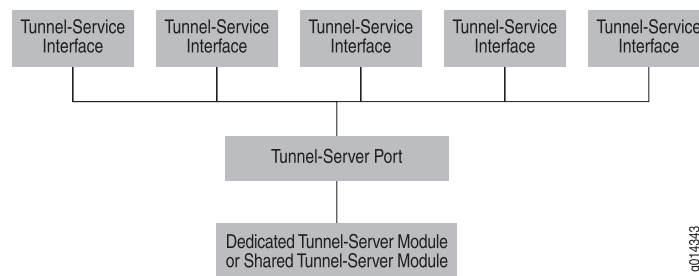 Tunnel-Service
Interface
Tunnel-Service
Interface
Tunnel-Service
Interface
Tunnel-Service
Interface
Tunnel-Service
Interface
Tunnel-Server Port
Dedicated Tunnel-Server Module
or Shared Tunnel-Server Module
g014343